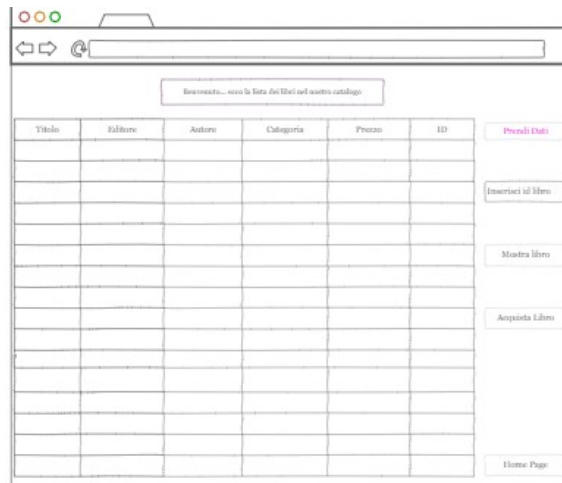 Benvenuto... ecco la lista dei libri nel nostro catalogo
Titolo Editore Autore Categoria Prezzo ID
Prendi Dati
Inserisci id libro
Mostra libro
Acquista Libro
Home Page